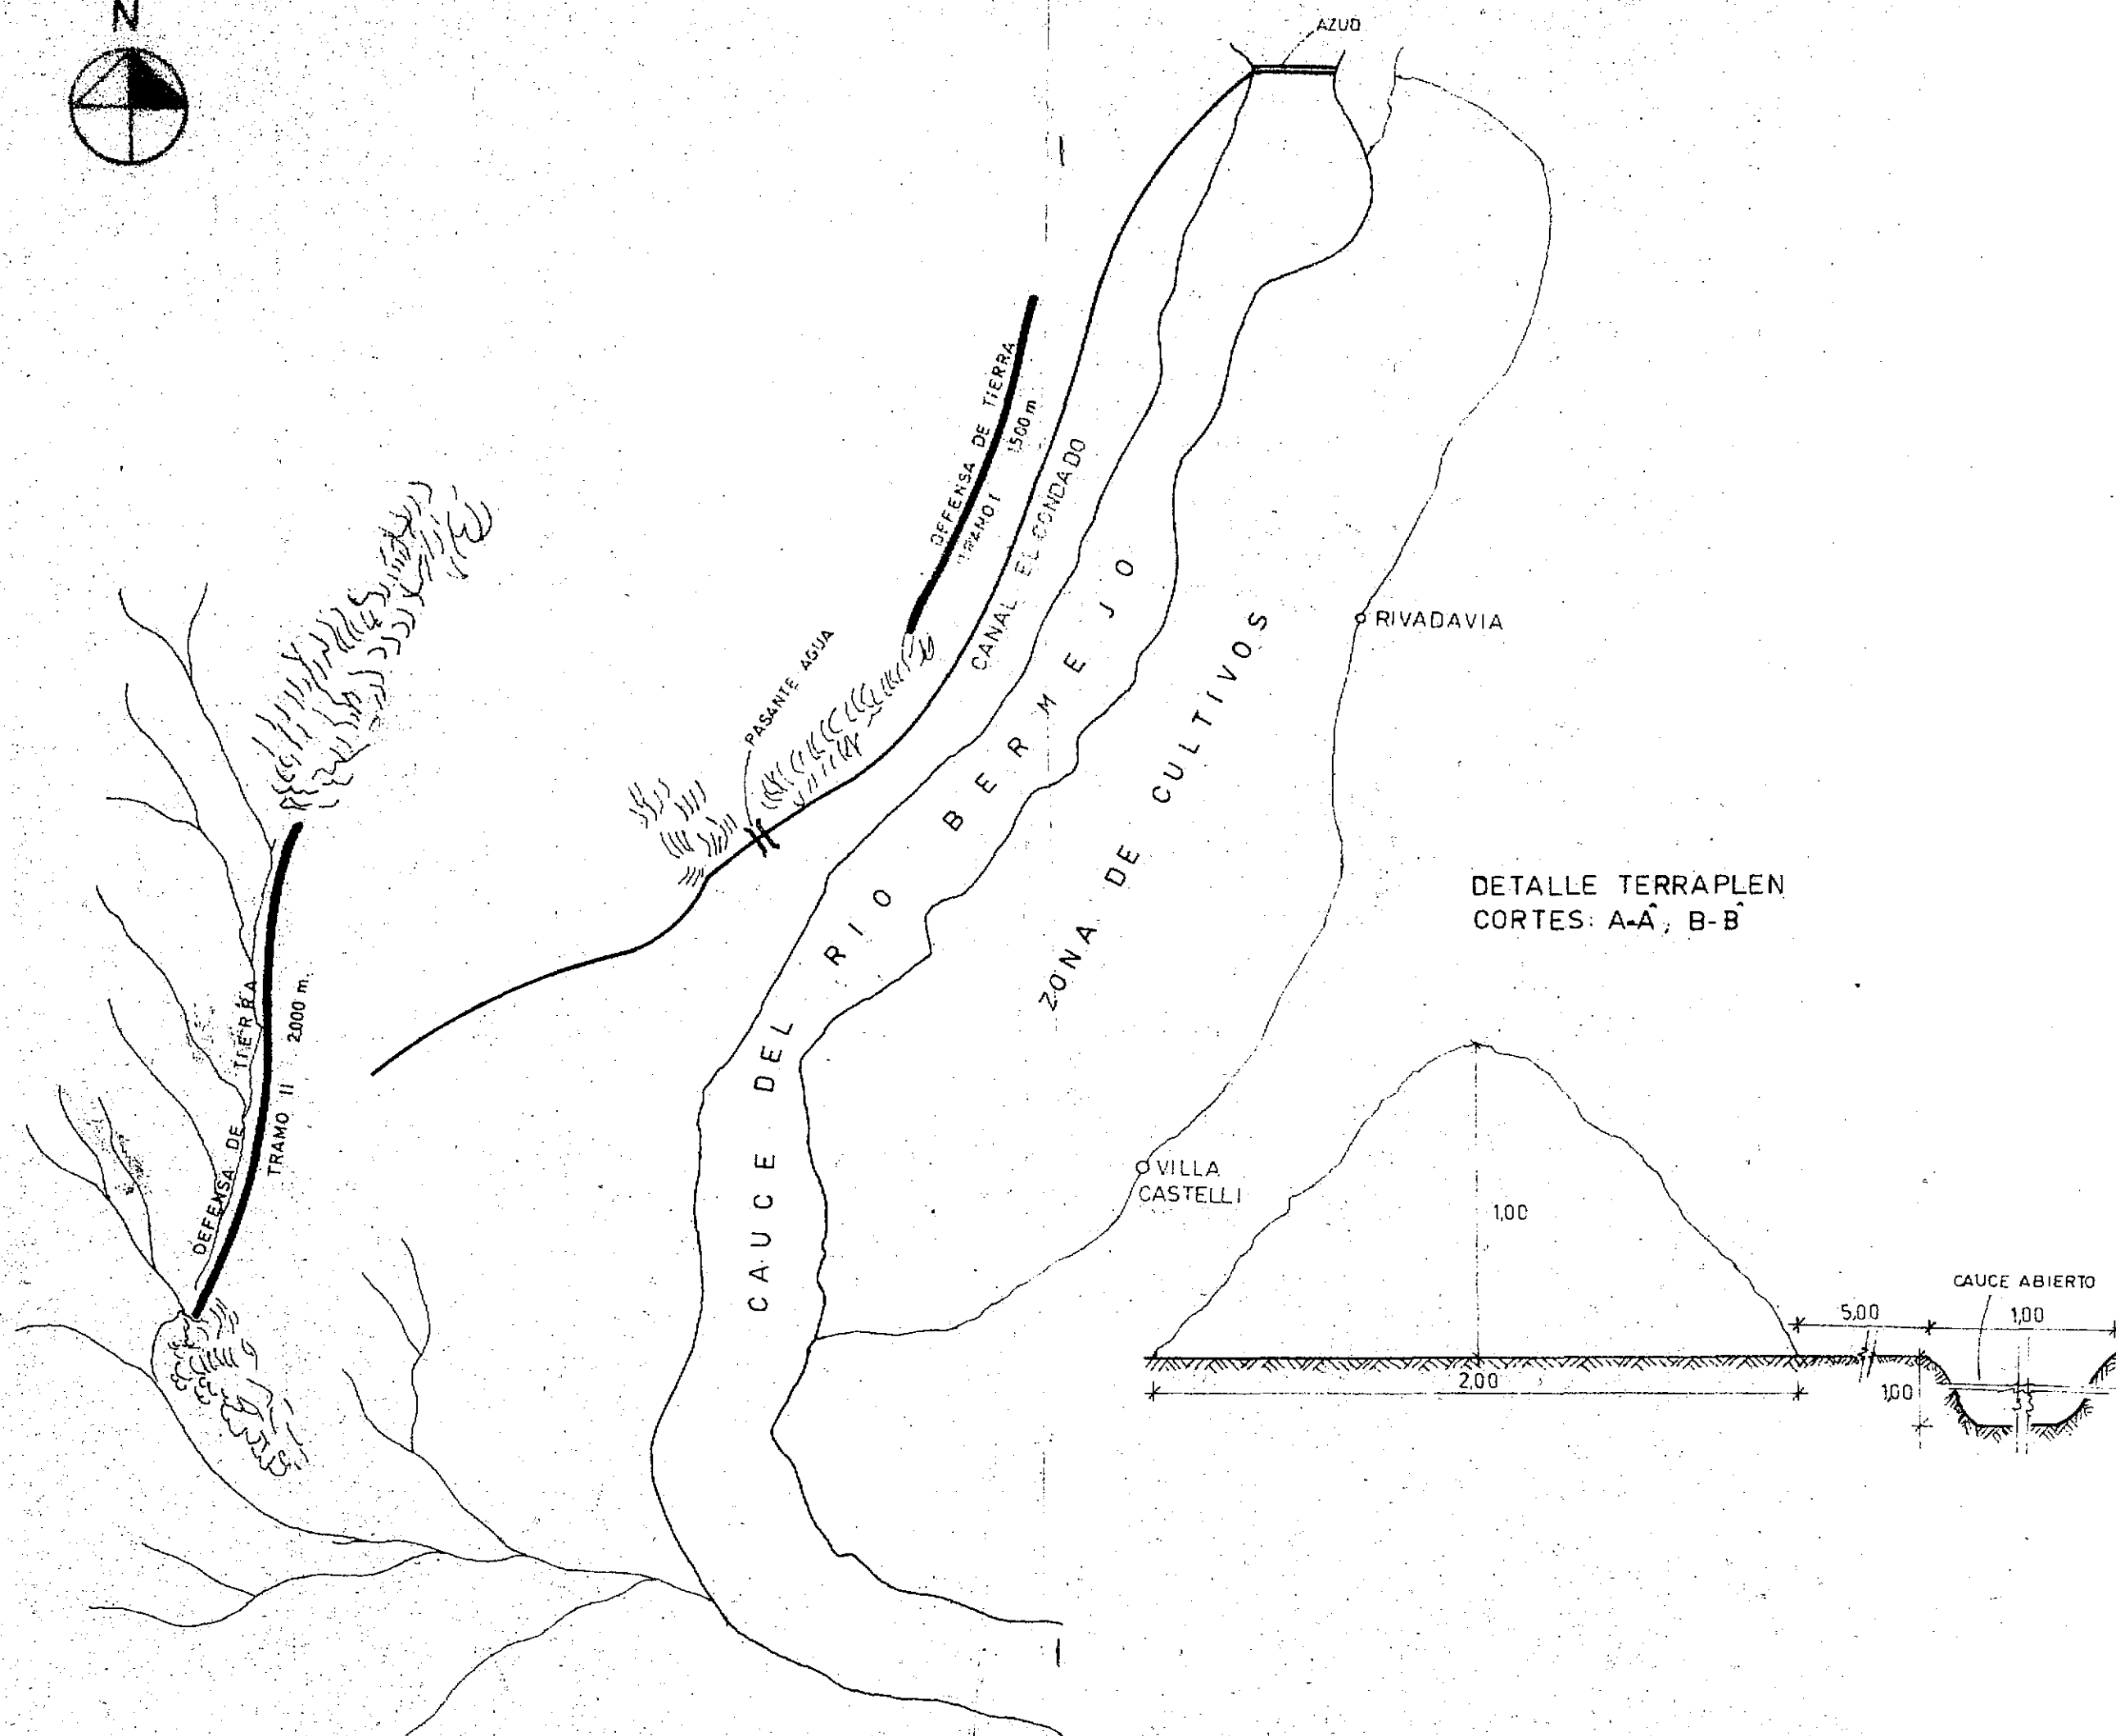 N
AZUD
DEFENSA DE TIERRA
TRAMO I 1.500 m
CANAL EL CONDADO
PASANTE AGUA
CAUCE DEL RIO BERMEJO
ZONA DE CULTIVOS
RIVADAVIA
DETALLE TERRAPLEN
CORTES: A-Â, B-B̂
DEFENSA DE TIERRA
TRAMO II 2.000 m.
VILLA
CASTELLI
1,00
CAUCE ABIERTO
5,00
1,00
2,00
1,00